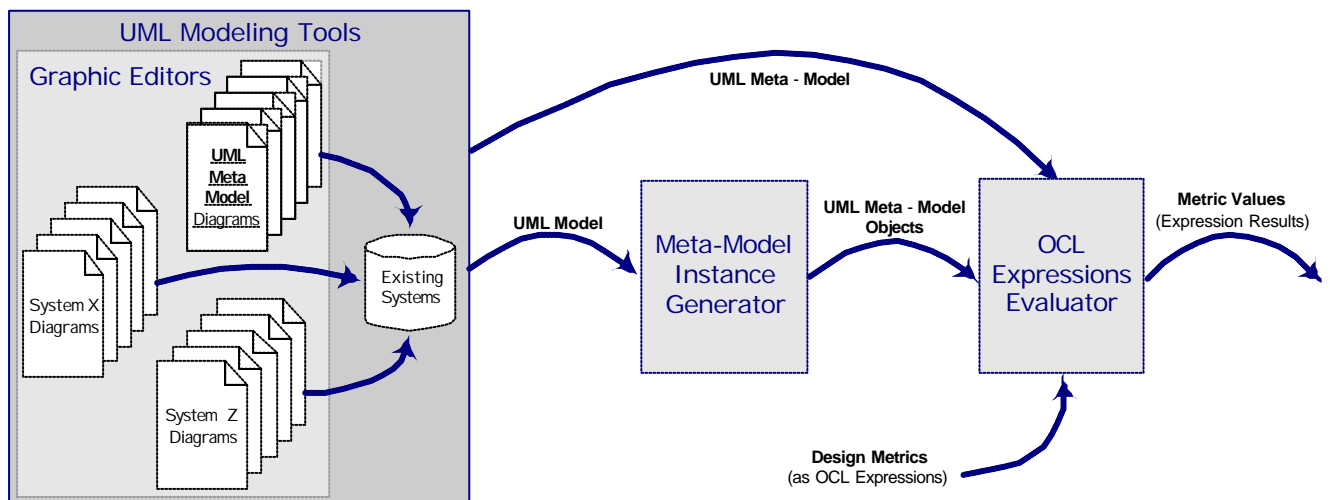 UML Modeling Tools
Graphic Editors
UML
Meta
Model
Diagrams
System X
Diagrams
System Z
Diagrams
Existing
Systems
UML Meta - Model
UML Model
Meta-Model
Instance
Generator
UML Meta - Model
Objects
OCL
Expressions
Evaluator
Metric Values
(Expression Results)
Design Metrics
(as OCL Expressions)